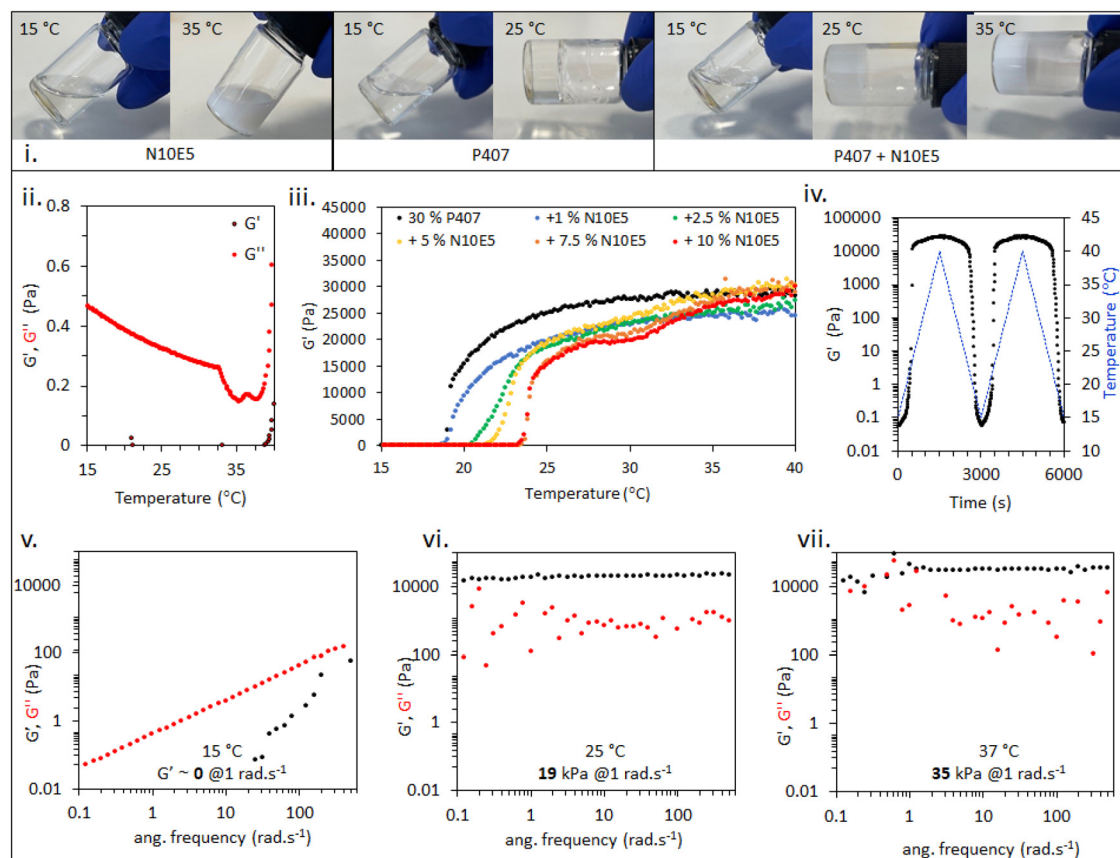 15 °C
35 °C
15 °C
25 °C
15 °C
25 °C
35 °C
i.
N10E5
P407
P407 + N10E5
ii.
0.8
0.6
0.4
0.2
0
G'
G''
G', G'' (Pa)
15
25
35
Temperature (°C)
iii.
45000
40000
35000
30000
25000
20000
15000
10000
5000
0
30 % P407
+1 % N10E5
+2.5 % N10E5
+ 5 % N10E5
+ 7.5 % N10E5
+ 10 % N10E5
G' (Pa)
15
20
25
30
35
40
Temperature (°C)
iv.
100000
10000
1000
100
10
1
0.1
0.01
G' (Pa)
45
40
35
30
25
20
15
10
Temperature (°C)
0
3000
6000
Time (s)
v.
10000
100
1
0.01
G', G'' (Pa)
15 °C
G' ~ 0 @1 rad.s-1
0.1
1
10
100
ang. frequency (rad.s-1)
vi.
10000
100
1
0.01
G', G'' (Pa)
25 °C
19 kPa @1 rad.s-1
0.1
1
10
100
ang. frequency (rad.s-1)
vii.
10000
100
1
0.01
G', G'' (Pa)
37 °C
35 kPa @1 rad.s-1
0.1
1
10
100
ang. frequency (rad.s-1)